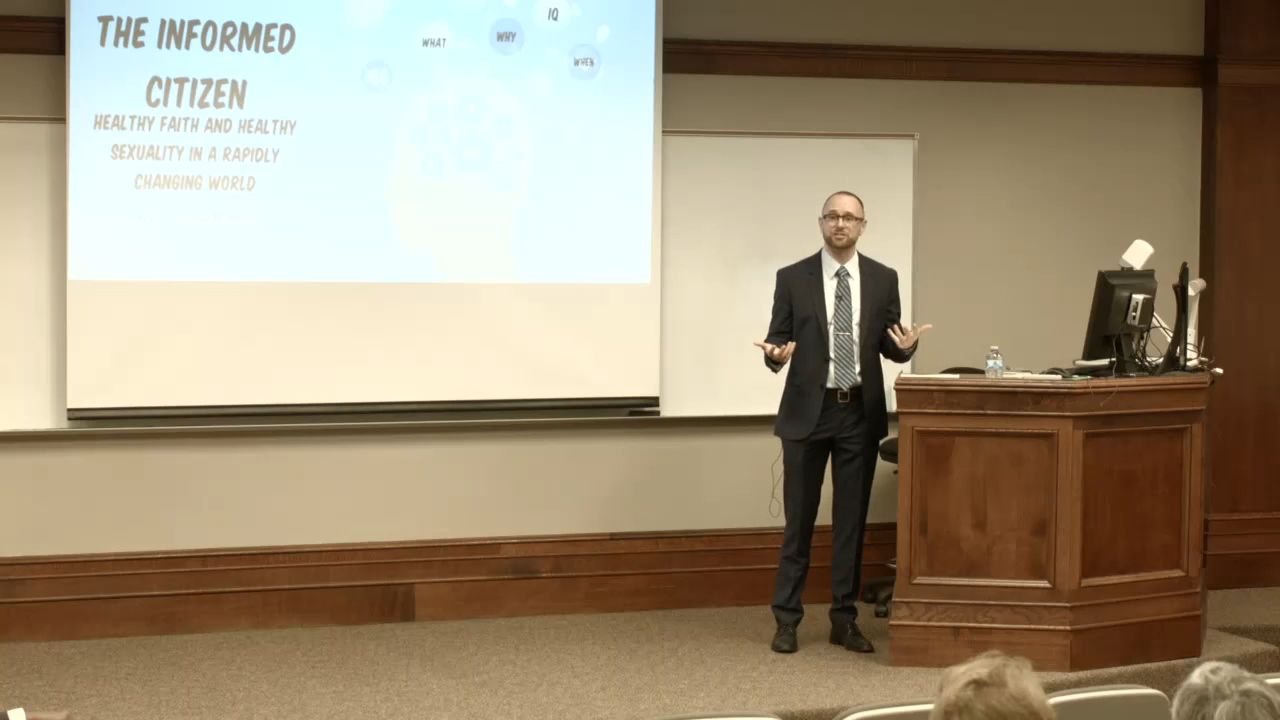 THE INFORMED
CITIZEN
HEALTHY FAITH AND HEALTHY
SEXUALITY IN A RAPIDLY
CHANGING WORLD
IQ
WHY
WHAT
WHEN